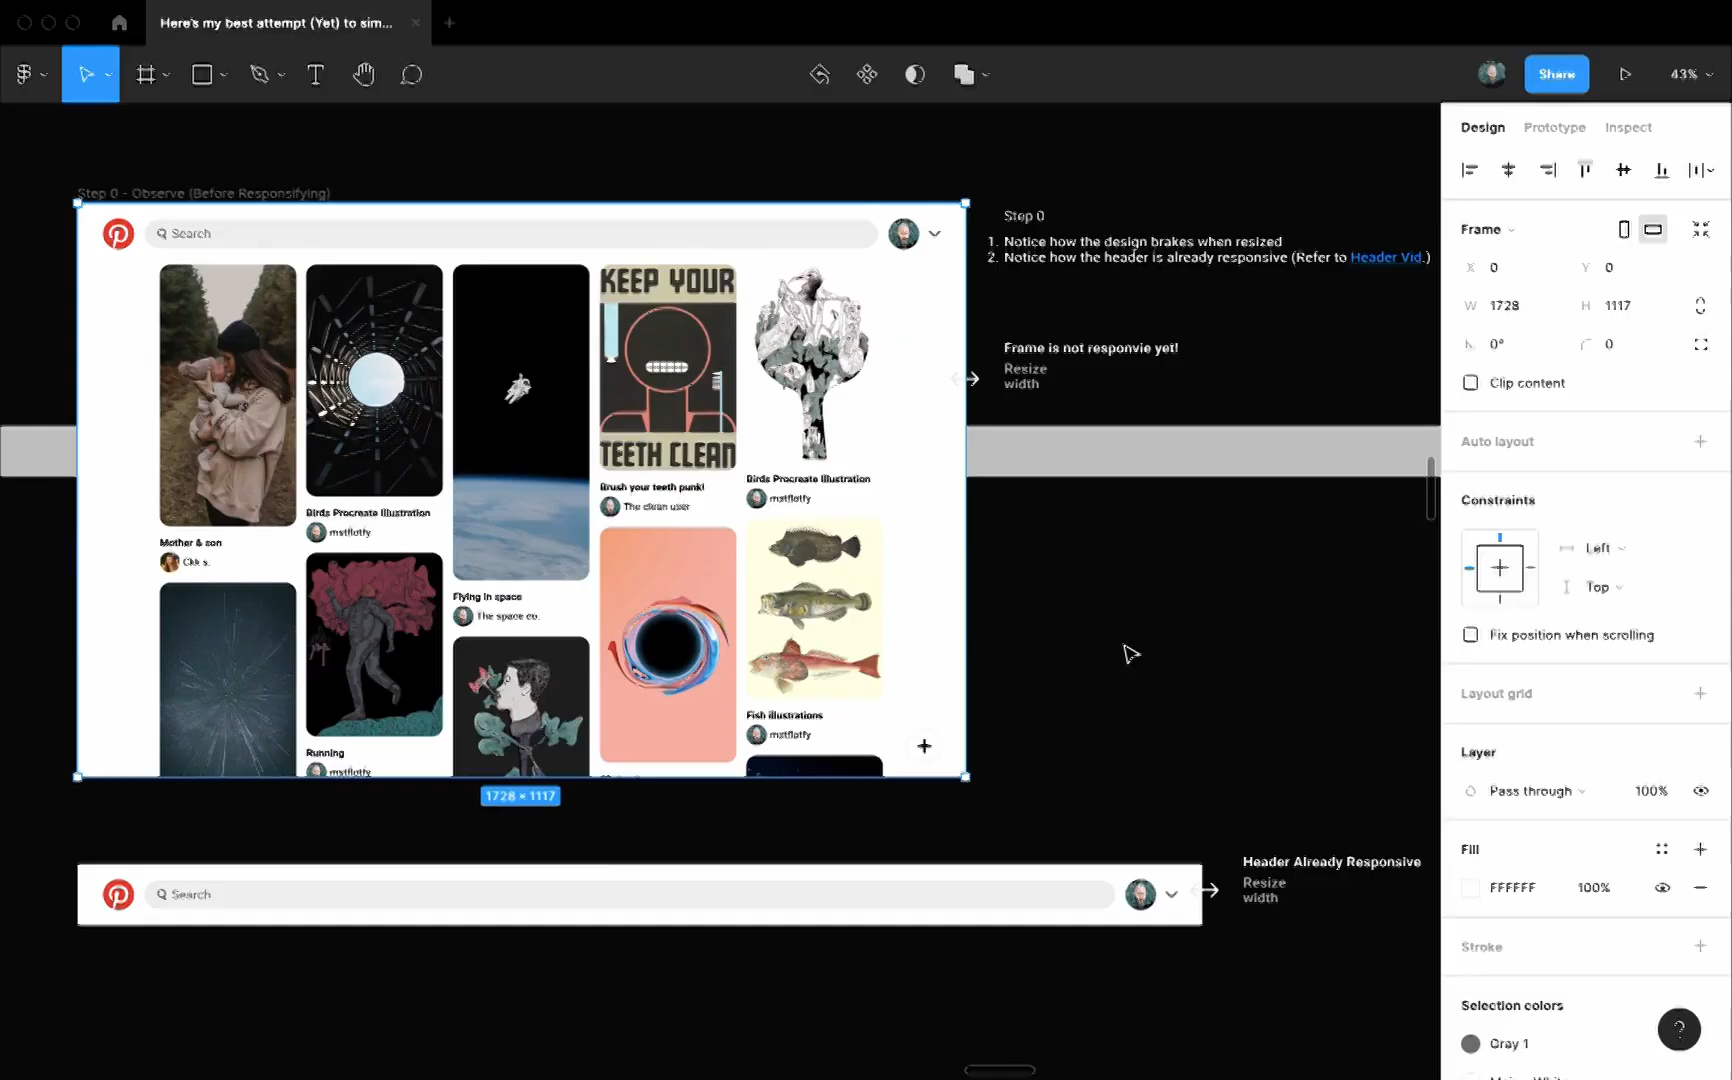 Here's my best attempt (Yet) to sim...
Share
43%
Design Prototype Inspect
Step 0 - Observe (Before Responsifying)
Search
KEEP YOUR
TEETH CLEAN
Mother & son
Birds Procreate Illustration
mstflotfy
Flying in space
The space co.
Brush your teeth punk!
The clean user
Birds Procreate Illustration
mstflotfy
Running
mstflotfy
Fish illustrations
mstflotfy
1728 × 1117
Step 0
1. Notice how the design brakes when resized
2. Notice how the header is already responsive (Refer to Header Vid.)
Frame is not responvie yet!
Resize
width
Search
Header Already Responsive
Resize
width
Frame
X 0 Y 0
W 1728 H 1117
0° 0
Clip content
Auto layout
Constraints
Left
Top
Fix position when scrolling
Layout grid
Layer
Pass through 100%
Fill
FFFFFF 100%
Stroke
Selection colors
Gray 1
?